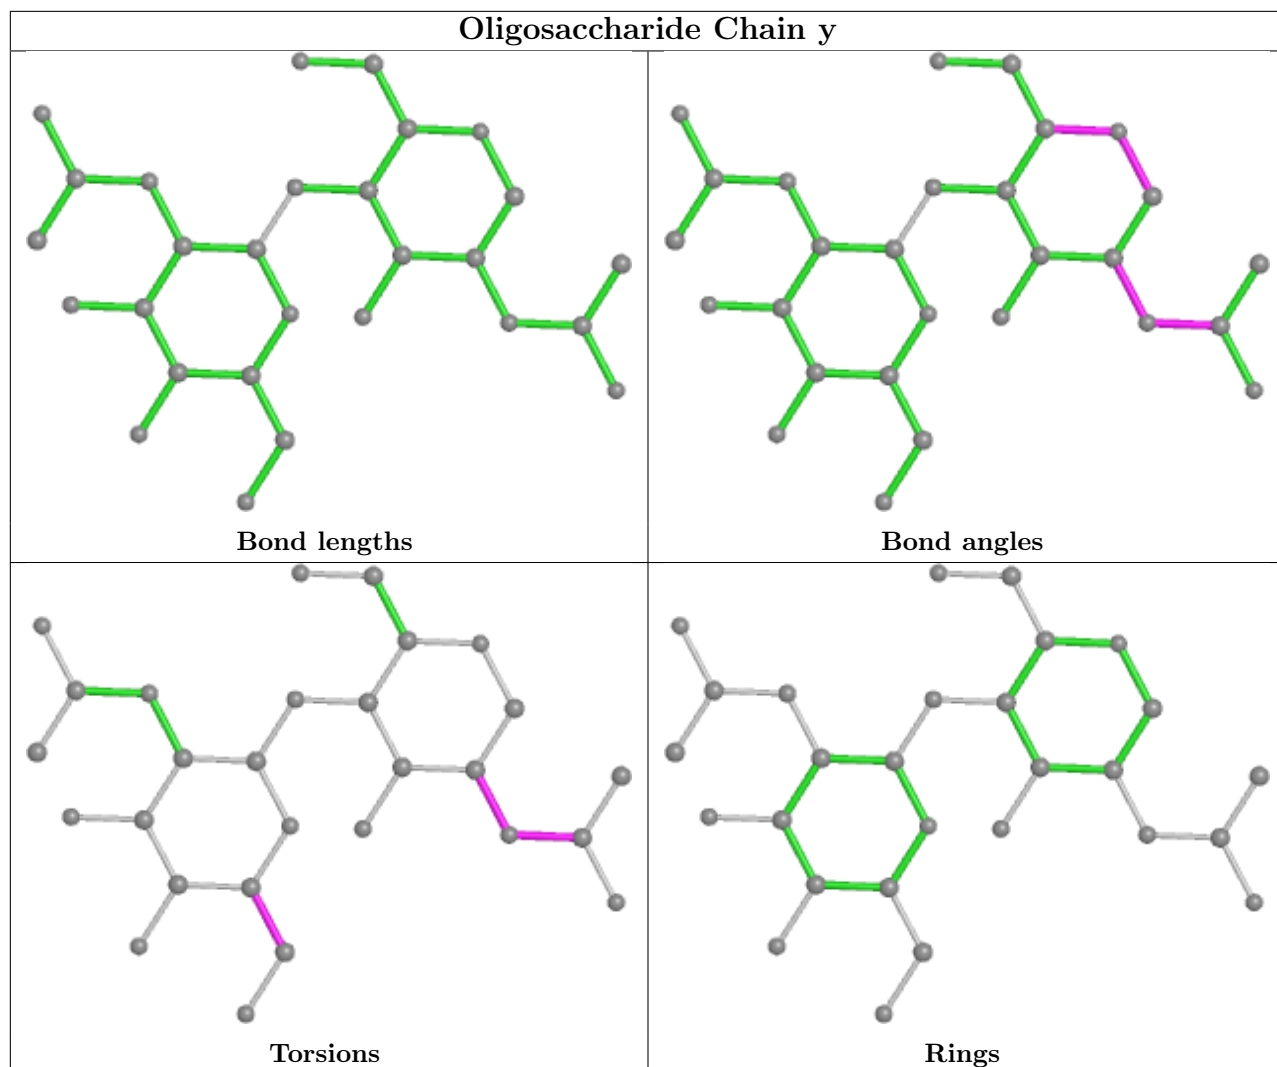 Oligosaccharide Chain y
Bond lengths
Bond angles
Torsions
Rings